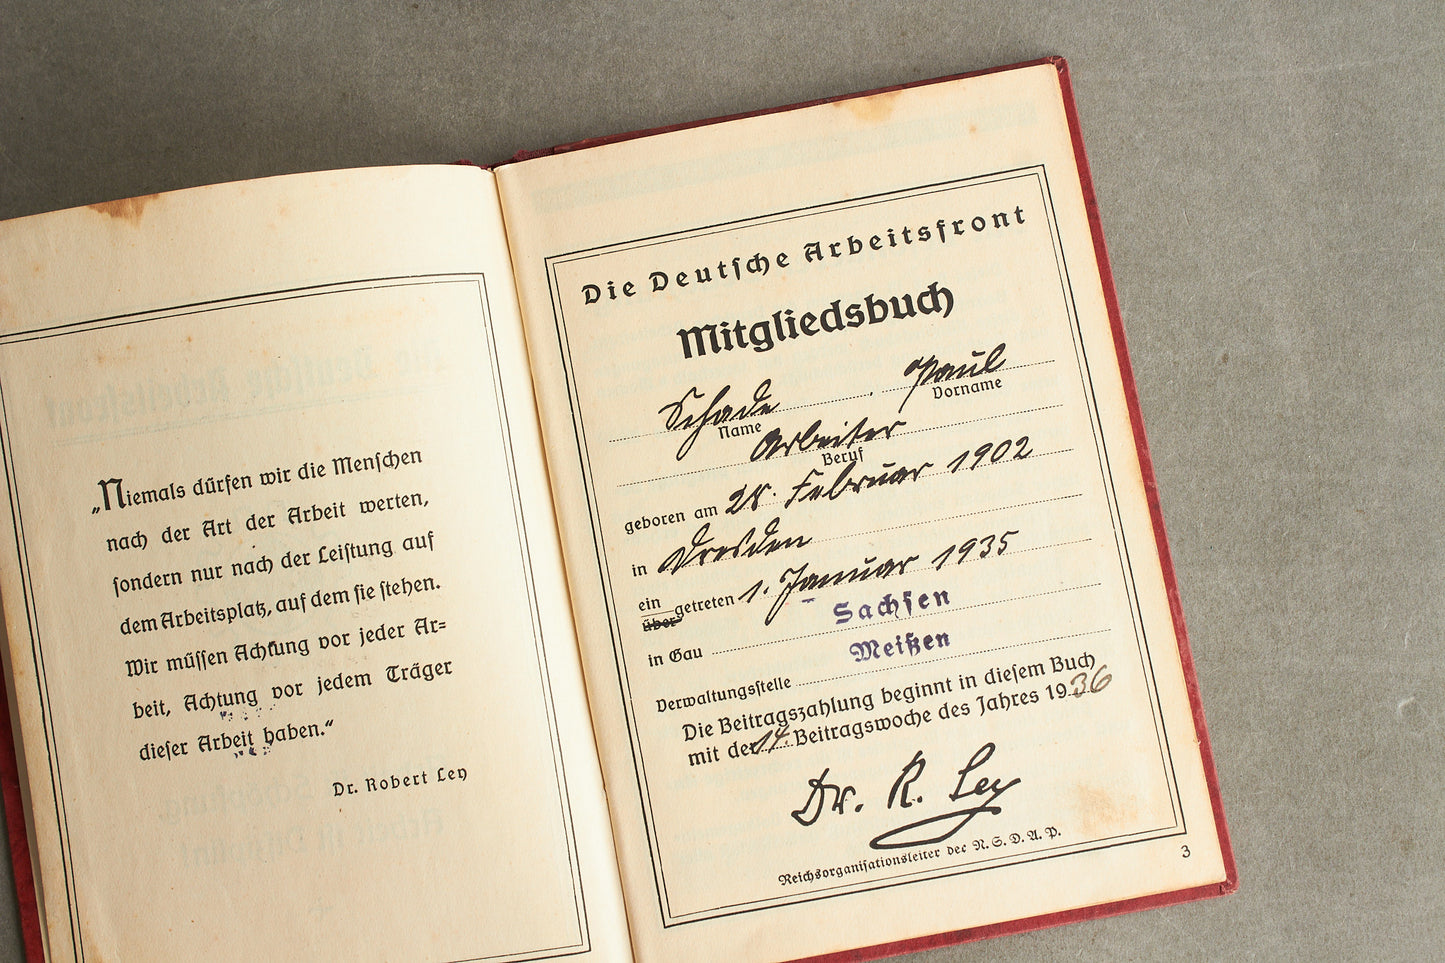 „Niemals dürfen wir die Menschen
nach der Art der Arbeit werten,
sondern nur nach der Leistung auf
dem Arbeitsplatz, auf dem sie stehen.
Wir müssen Achtung vor jeder Ar=
beit, Achtung vor jedem Träger
dieser Arbeit haben.“
Dr. Robert Ley
Die Deutsche Arbeitsfront
Mitgliedsbuch
Schade Paul
Name Vorname
Arbeiter
Beruf
geboren am 28. Februar 1902
in Dresden
ein
über getreten 1. Januar 1935
in Gau Sachsen
Verwaltungsstelle Meißen
Die Beitragszahlung beginnt in diesem Buch
mit der 14. Beitragswoche des Jahres 1936
Dr. R. Ley
Reichsorganisationsleiter der N.S.D.A.P.
3